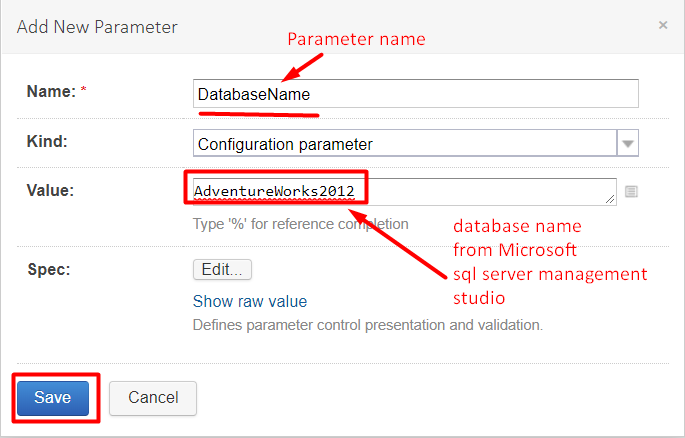 Add New Parameter
×
Parameter name
Name: *
DatabaseName
Kind:
Configuration parameter
Value:
AdventureWorks2012
Type '%' for reference completion
database name
from Microsoft
sql server management
studio
Spec:
Edit...
Show raw value
Defines parameter control presentation and validation.
Save
Cancel